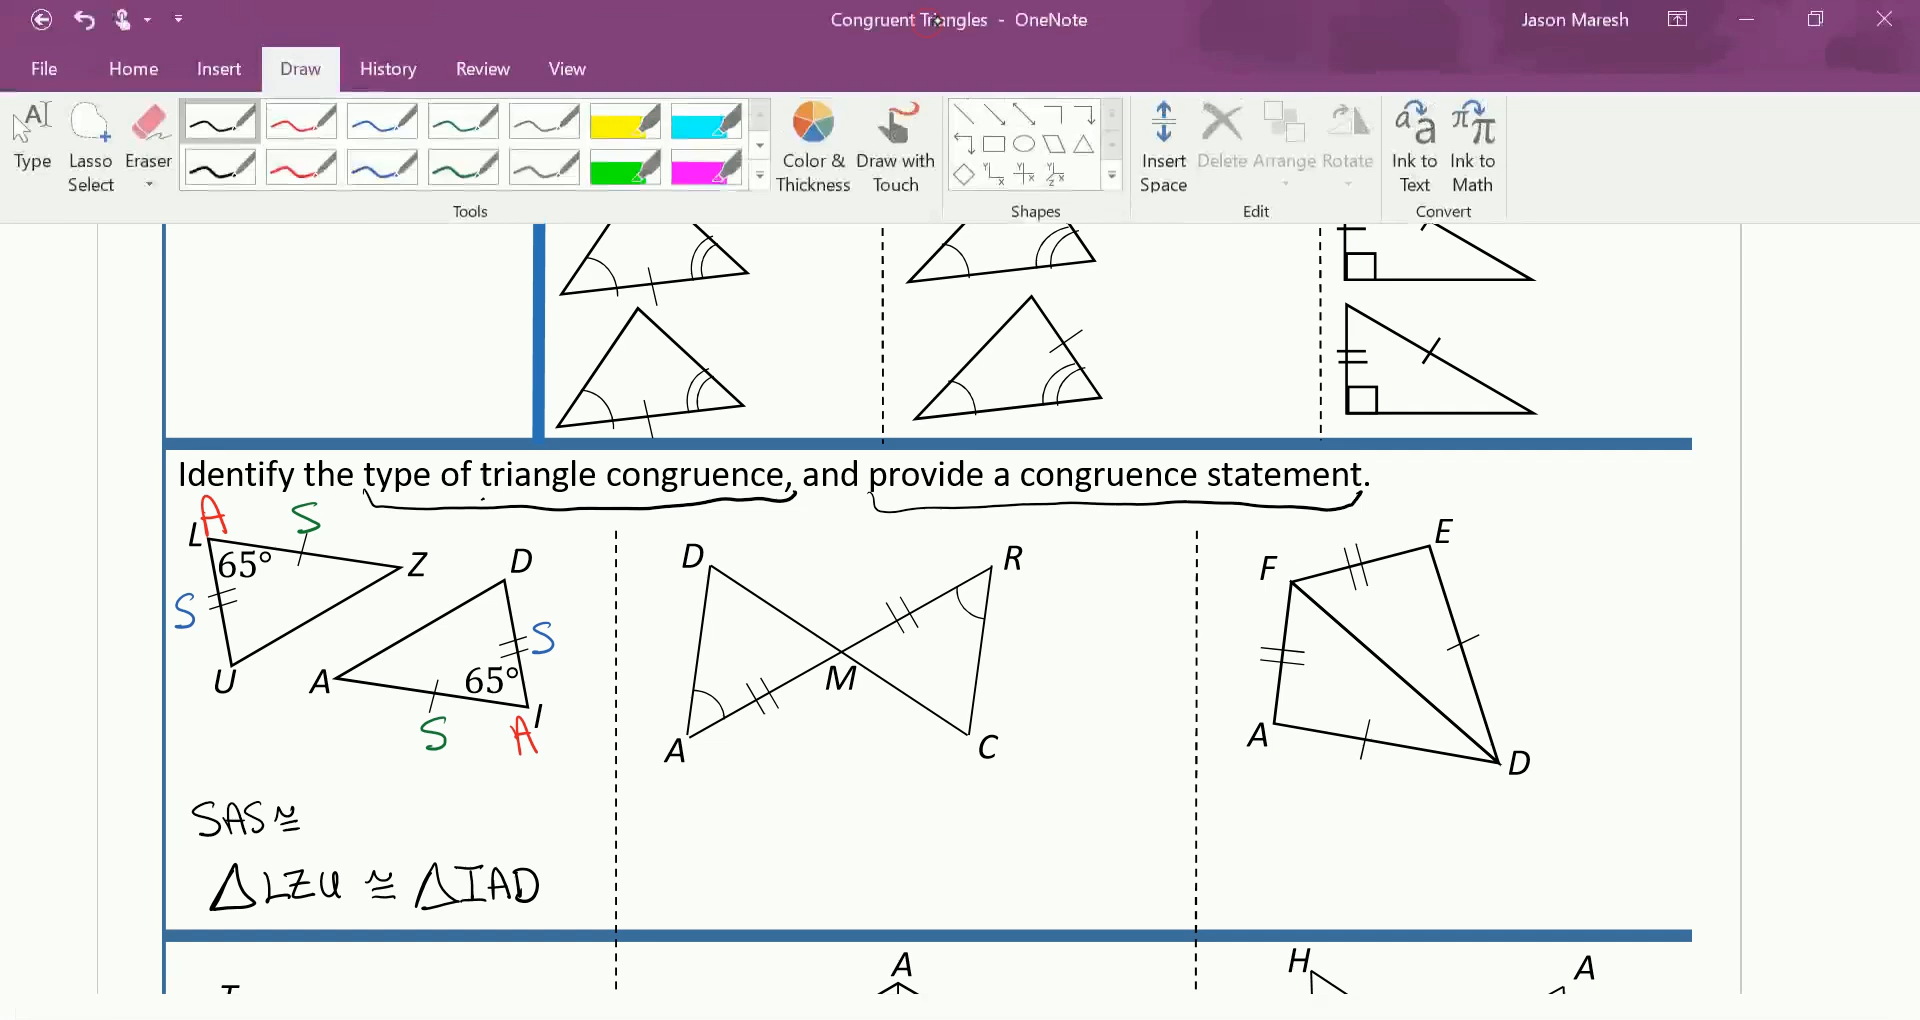 Congruent Triangles - OneNote
Jason Maresh
File Home Insert Draw History Review View
Type
Lasso Select
Eraser
Color & Thickness
Draw with Touch
Insert Space
Delete
Arrange
Rotate
Ink to Text
Ink to Math
Tools
Shapes
Edit
Convert
Identify the type of triangle congruence, and provide a congruence statement.
A S
L
65°
Z
S
U
D
S
A
65°
I
S
A
SAS ≅
△LZU ≅ △IAD
D
R
M
A
C
E
F
A
D
A
H
A